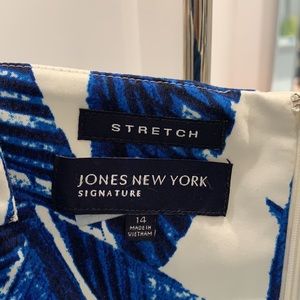 STRETCH
JONES NEW YORK
SIGNATURE
14
MADE IN
VIETNAM